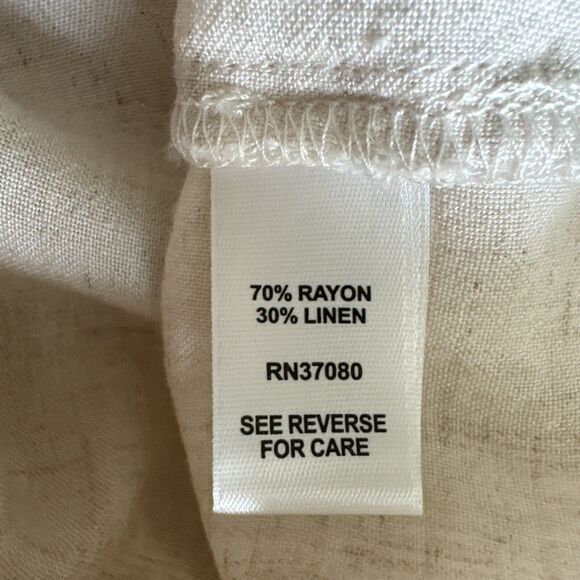 70% RAYON
30% LINEN
RN37080
SEE REVERSE
FOR CARE